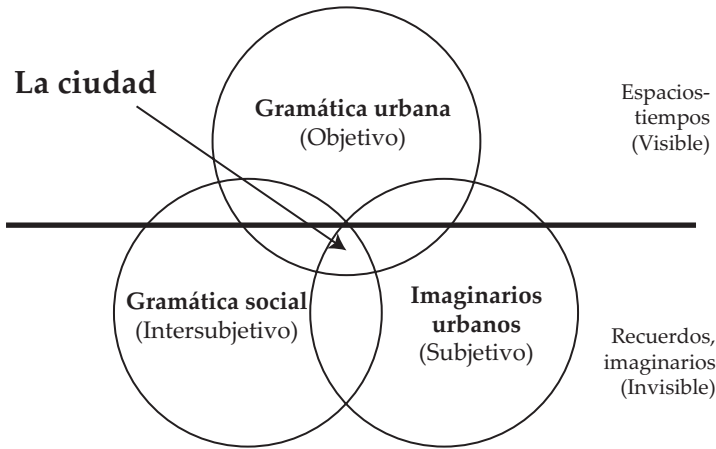 La ciudad
Gramática urbana
(Objetivo)
Espacios-
tiempos
(Visible)
Gramática social
(Intersubjetivo)
Imaginarios
urbanos
(Subjetivo)
Recuerdos,
imaginarios
(Invisible)